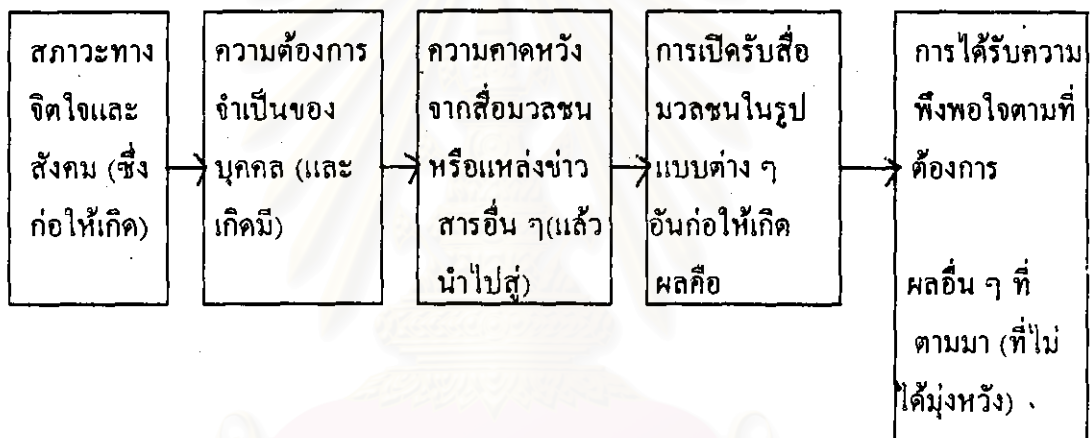 สภาวะทาง
จิตใจและ
สังคม (ซึ่ง
ก่อให้เกิด)
ความต้องการ
จำเป็นของ
บุคคล (และ
เกิดมี)
ความคาดหวัง
จากสื่อมวลชน
หรือแหล่งข่าว
สารอื่น ๆ(แล้ว
นำไปสู่)
การเปิดรับสื่อ
มวลชนในรูป
แบบต่าง ๆ
อันก่อให้เกิด
ผลคือ
การได้รับความ
พึงพอใจตามที่
ต้องการ
ผลอื่น ๆ ที่
ตามมา (ที่ไม่
ได้มุ่งหวัง)